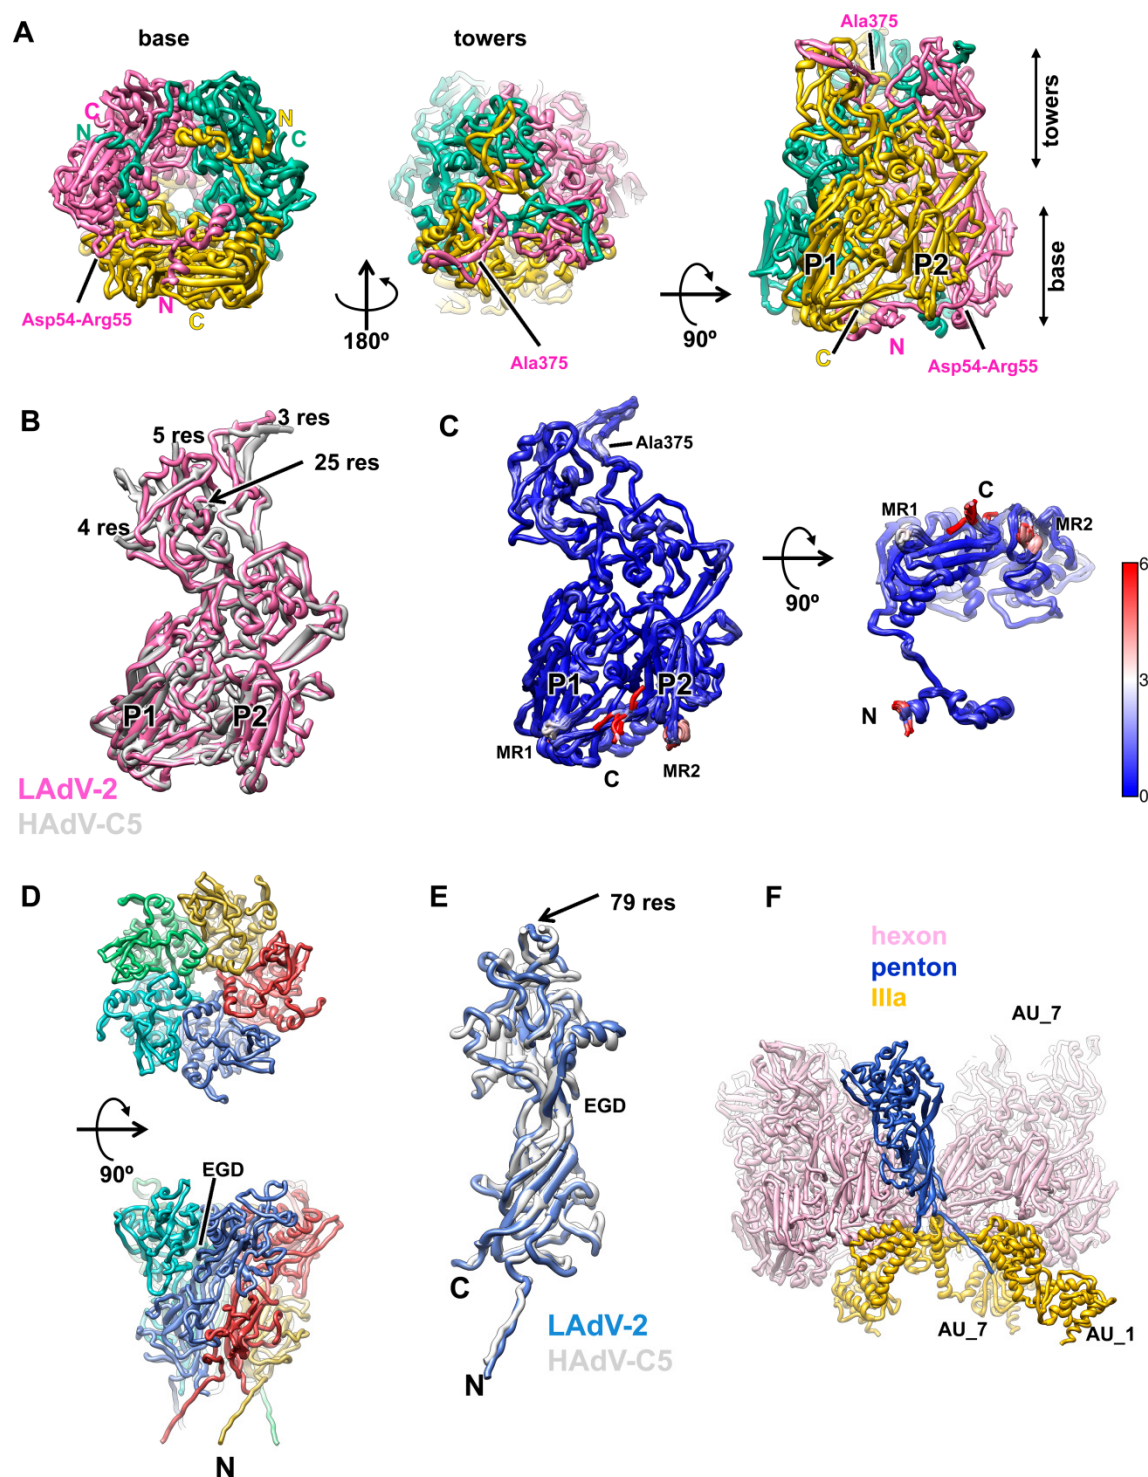 A
base
towers
Ala375
C
N
N
C
towers
base
P1
P2
Asp54-Arg55
N
C
180º
Ala375
90º
C
N
Asp54-Arg55
B
3 res
5 res
25 res
4 res
P1
P2
LAdV-2
HAdV-C5
C
Ala375
P1
P2
MR1
C
MR2
90º
MR1
C
MR2
N
6
3
0
D
90º
EGD
N
E
79 res
EGD
C
N
LAdV-2
HAdV-C5
F
hexon
penton
IIIa
AU_7
AU_7
AU_1